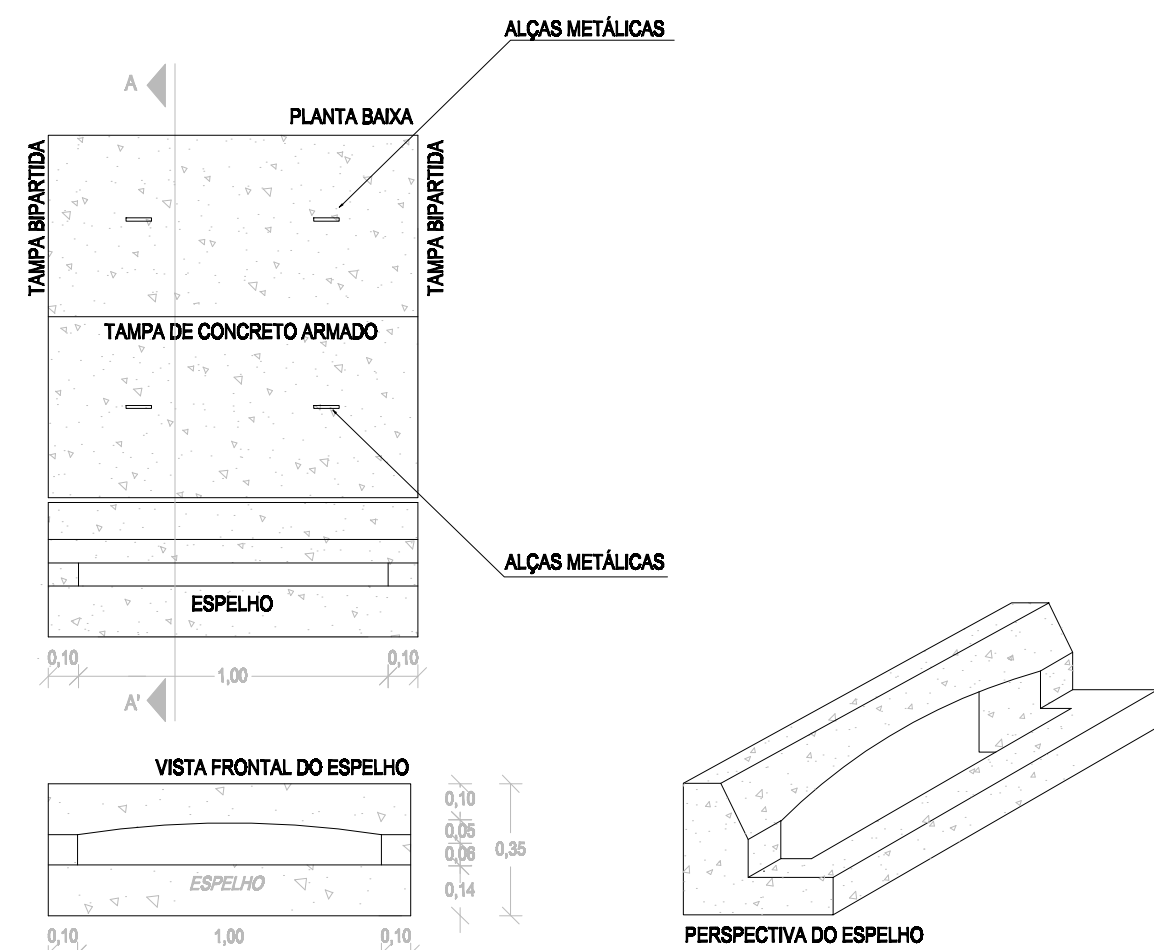 ALÇAS METÁLICAS
A
PLANTA BAIXA
TAMPA BIPARTIDA
TAMPA BIPARTIDA
TAMPA DE CONCRETO ARMADO
ALÇAS METÁLICAS
ESPELHO
0,10
1,00
0,10
A'
VISTA FRONTAL DO ESPELHO
0,10
0,05
0,06
0,35
0,14
ESPELHO
0,10
1,00
0,10
PERSPECTIVA DO ESPELHO